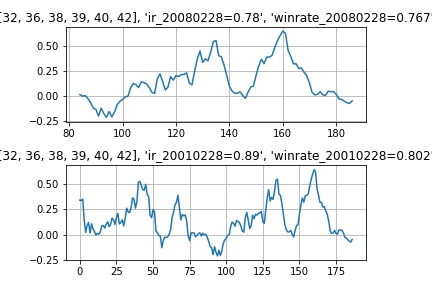 [32, 36, 38, 39, 40, 42], 'ir_20080228=0.78', 'winrate_20080228=0.767'
0.50
0.25
0.00
−0.25
80 100 120 140 160 180
[32, 36, 38, 39, 40, 42], 'ir_20010228=0.89', 'winrate_20010228=0.802'
0.50
0.25
0.00
−0.25
0 25 50 75 100 125 150 175